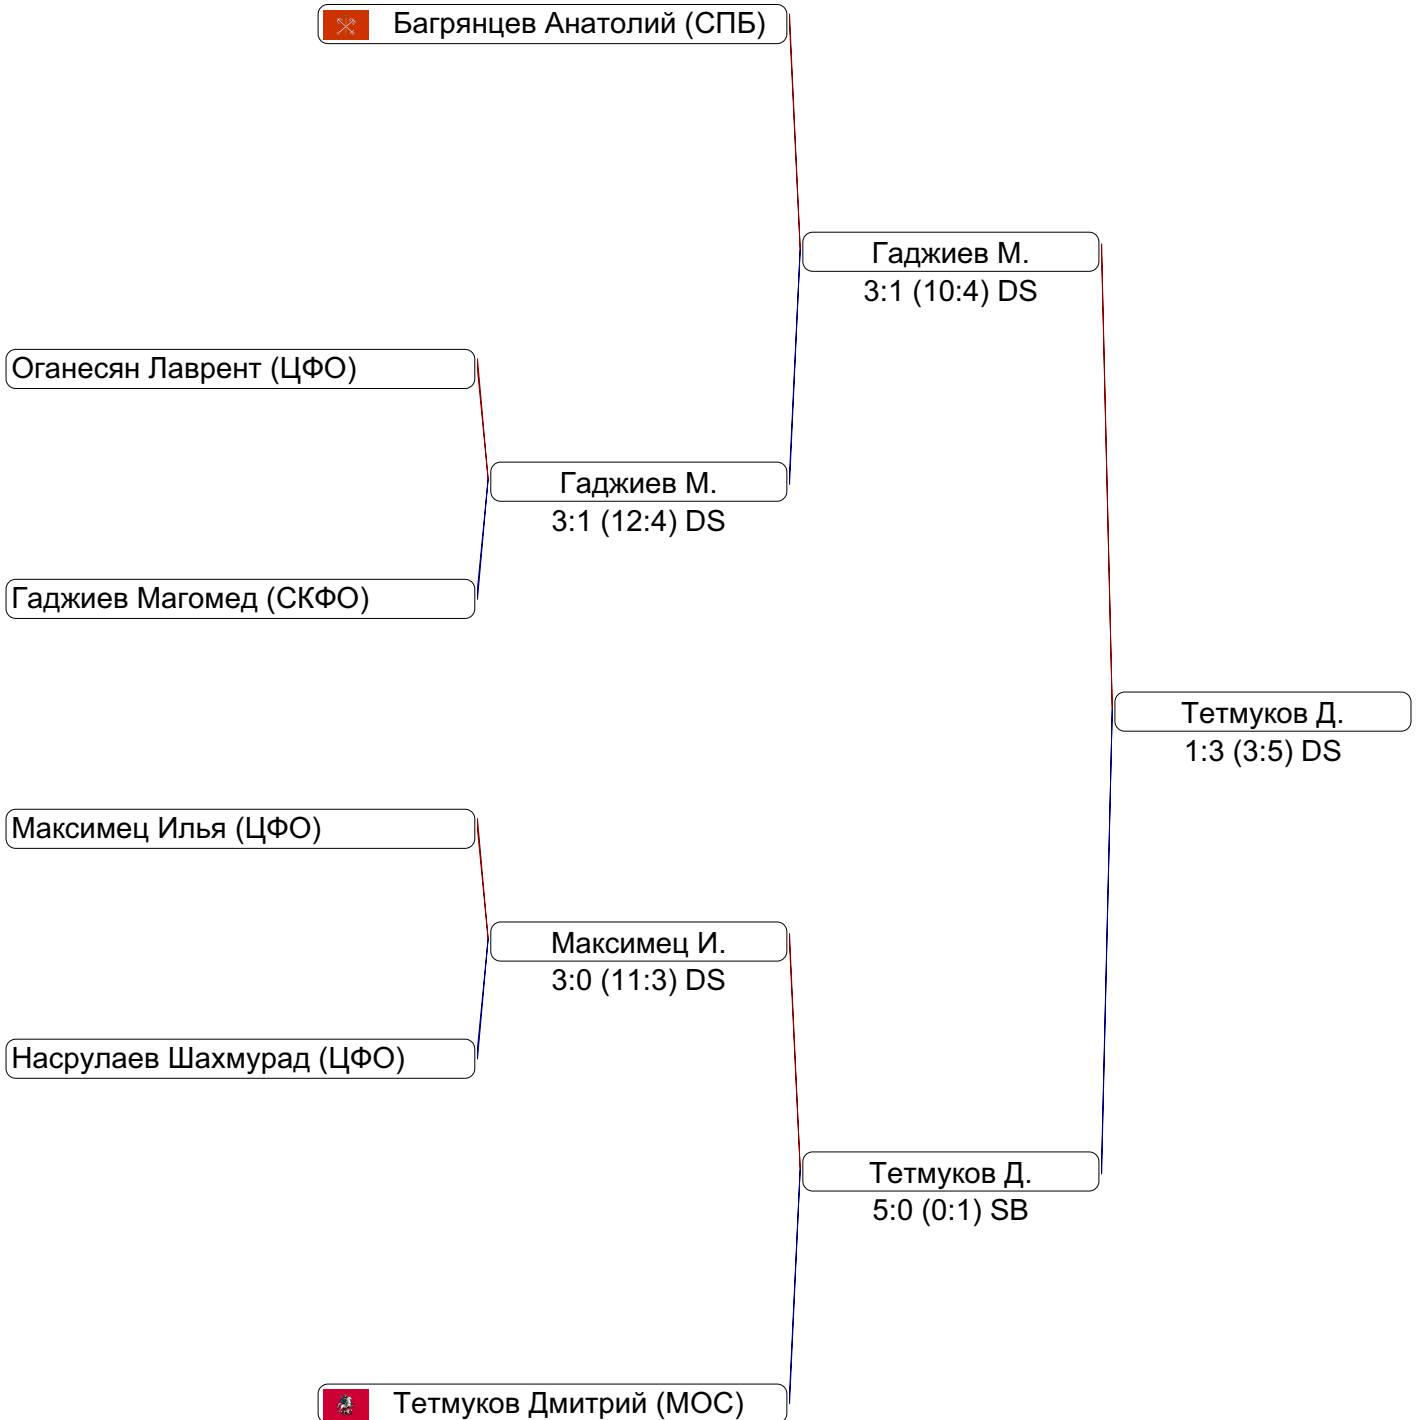 Багрянцев Анатолий (СПБ)
Гаджиев М.
3:1 (10:4) DS
Оганесян Лаврент (ЦФО)
Гаджиев М.
3:1 (12:4) DS
Гаджиев Магомед (СКФО)
Тетмуков Д.
1:3 (3:5) DS
Максимец Илья (ЦФО)
Максимец И.
3:0 (11:3) DS
Насрулаев Шахмурад (ЦФО)
Тетмуков Д.
5:0 (0:1) SB
Тетмуков Дмитрий (МОС)